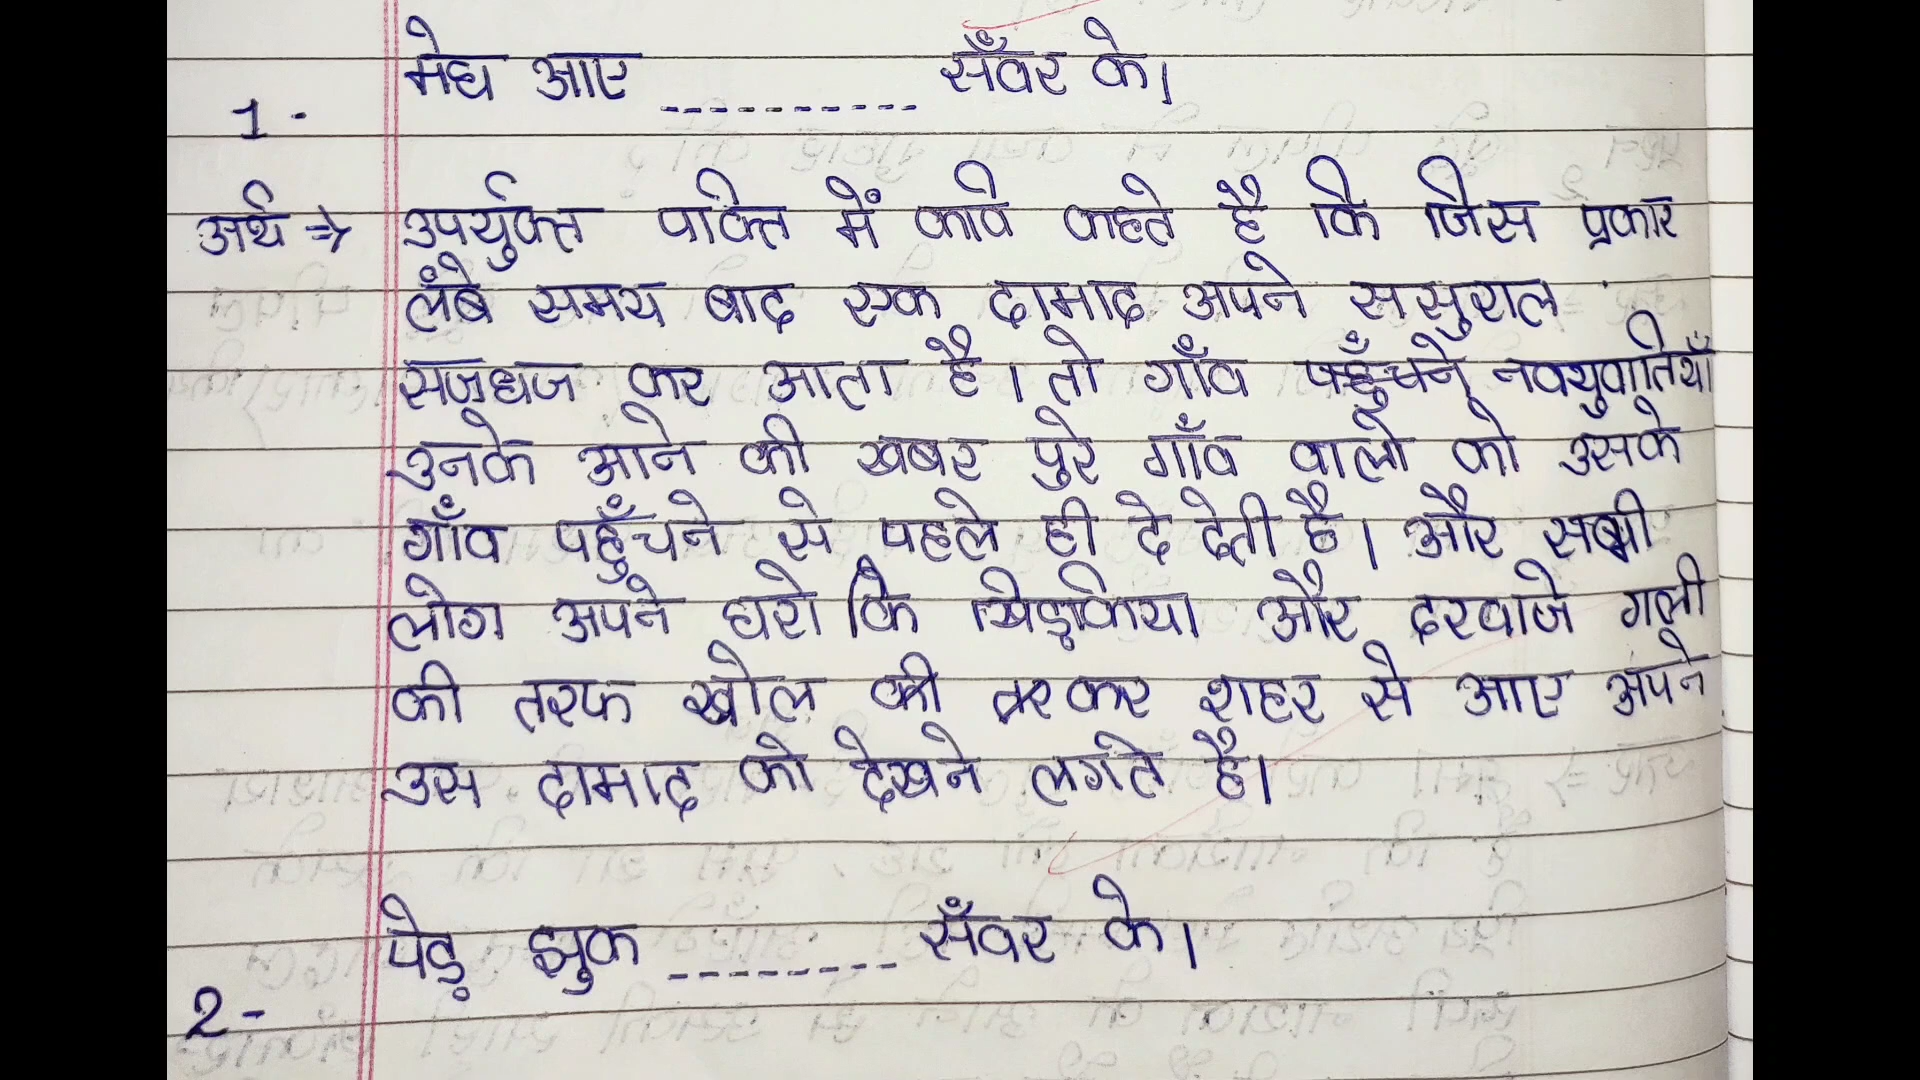 मेघ आए ---------- सँवर के।
1-
अर्थ ⇒ उपर्युक्त पंक्ति में कवि कहते है कि जिस प्रकार
लंबे समय बाद एक दामाद अपने ससुराल
सजधज कर आता है। तो गाँव पहुँचने नवयुवतियाँ
उनके आने की खबर पुरे गाँव वालो को उसके
गाँव पहुँचने से पहले ही दे देती है। और सभी
लोग अपने घरो कि खिड़किया और दरवाजे गली
की तरफ खोल की कर शहर से आए अपने
उस दामाद को देखने लगते है।
पेड़ झुक --------- सँवर के।
2-